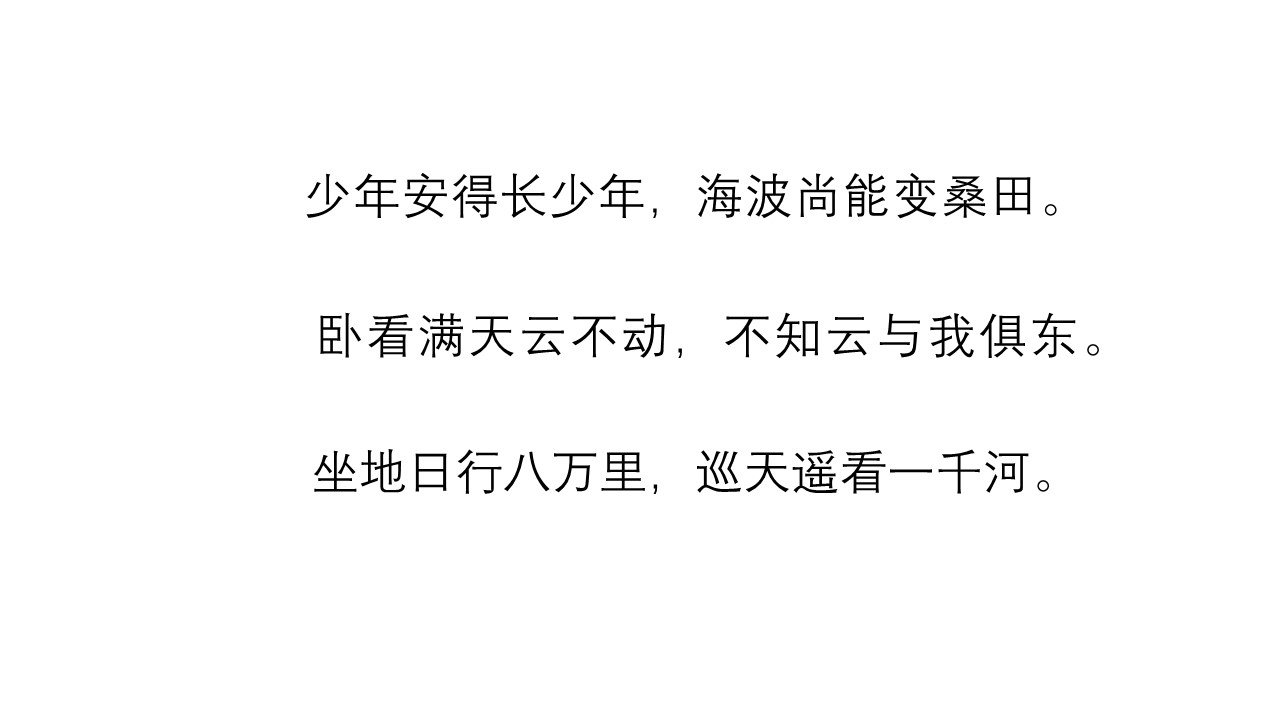 少年安得长少年，海波尚能变桑田。
卧看满天云不动，不知云与我俱东。
坐地日行八万里，巡天遥看一千河。